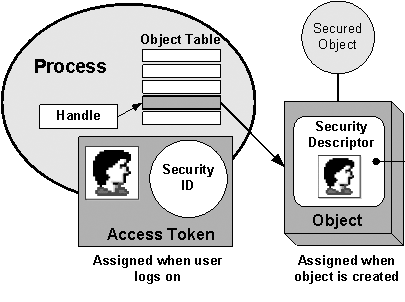 Object Table
Process
Handle
Security
ID
Access Token
Assigned when user
logs on
Secured
Object
Security
Descriptor
Object
Assigned when
object is created